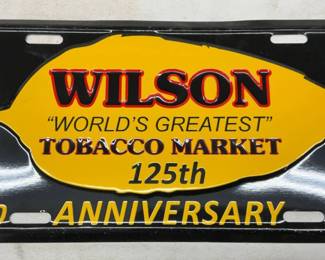 WILSON
"WORLD'S GREATEST"
TOBACCO MARKET
125th
ANNIVERSARY